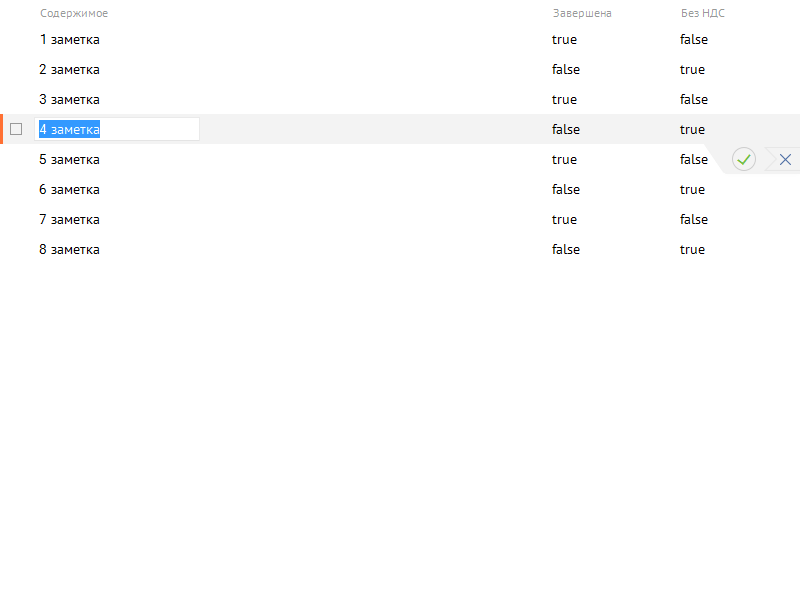 Содержимое Завершена Без НДС
1 заметка true false
2 заметка false true
3 заметка true false
4 заметка false true
5 заметка true false
6 заметка false true
7 заметка true false
8 заметка false true